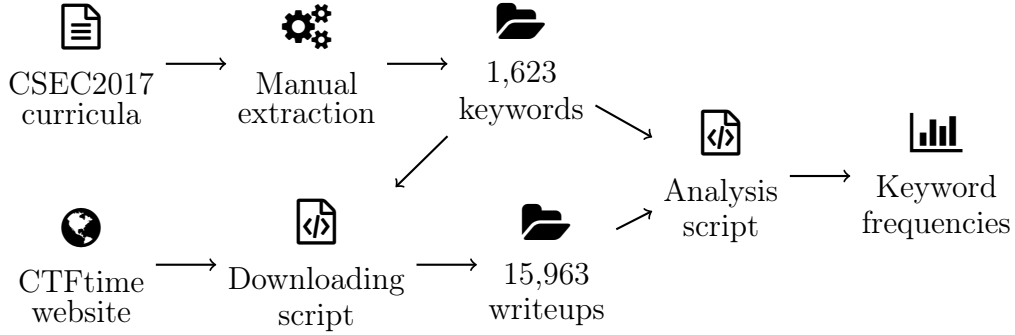 CSEC2017
curricula
Manual
extraction
1,623
keywords
CTFtime
website
Downloading
script
15,963
writeups
Analysis
script
Keyword
frequencies